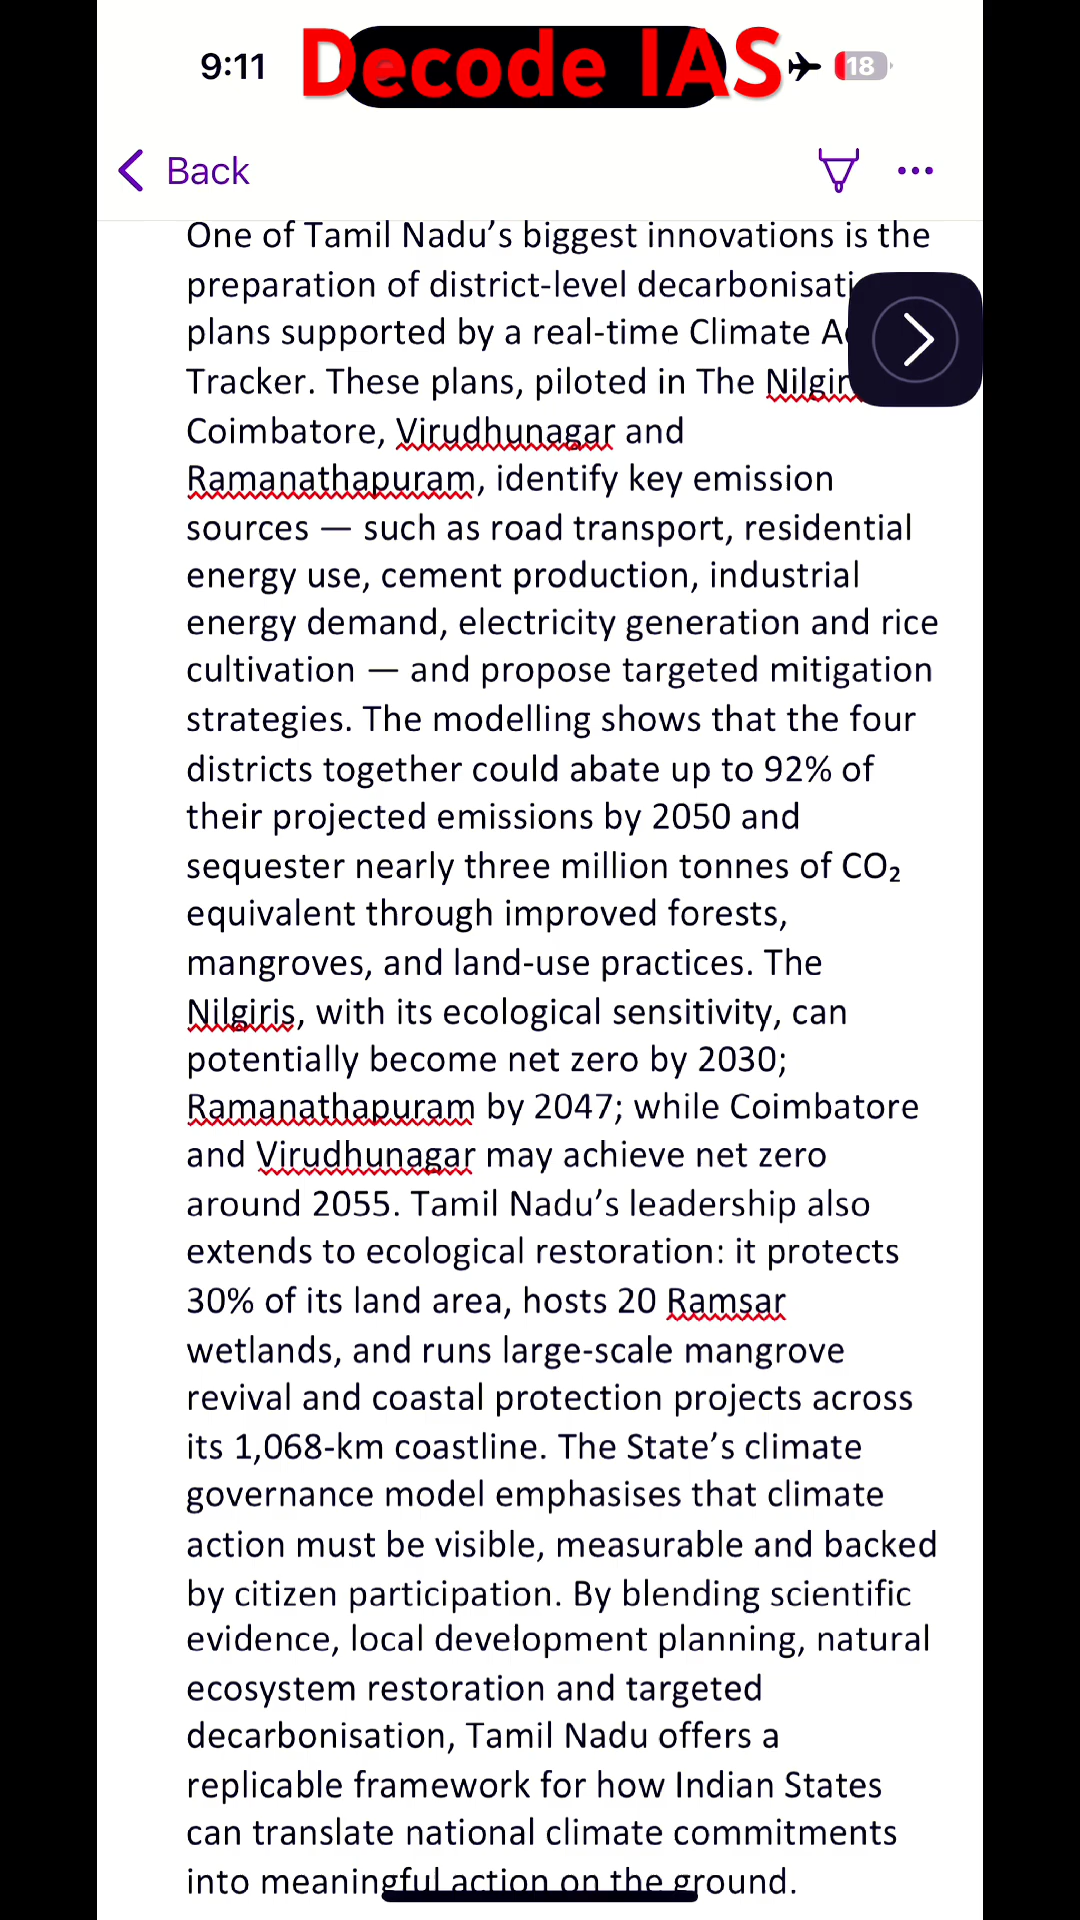 9:11
Decode IAS
18
Back
One of Tamil Nadu’s biggest innovations is the
preparation of district-level
plans supported by a real-time Climate
Tracker. These plans, piloted in The
Coimbatore, Virudhunagar and
Ramanathapuram, identify key emission
sources — such as road transport, residential
energy use, cement production, industrial
energy demand, electricity generation and rice
cultivation — and propose targeted mitigation
strategies. The modelling shows that the four
districts together could abate up to 92% of
their projected emissions by 2050 and
sequester nearly three million tonnes of CO₂
equivalent through improved forests,
mangroves, and land-use practices. The
Nilgiris, with its ecological sensitivity, can
potentially become net zero by 2030;
Ramanathapuram by 2047; while Coimbatore
and Virudhunagar may achieve net zero
around 2055. Tamil Nadu’s leadership also
extends to ecological restoration: it protects
30% of its land area, hosts 20 Ramsar
wetlands, and runs large-scale mangrove
revival and coastal protection projects across
its 1,068-km coastline. The State’s climate
governance model emphasises that climate
action must be visible, measurable and backed
by citizen participation. By blending scientific
evidence, local development planning, natural
ecosystem restoration and targeted
decarbonisation, Tamil Nadu offers a
replicable framework for how Indian States
can translate national climate commitments
into meaningful action on the ground.